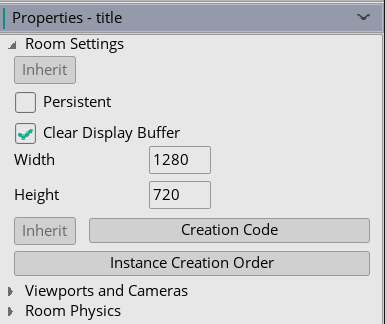 Properties - title
Room Settings
Inherit
Persistent
Clear Display Buffer
Width 1280
Height 720
Inherit Creation Code
Instance Creation Order
Viewports and Cameras
Room Physics